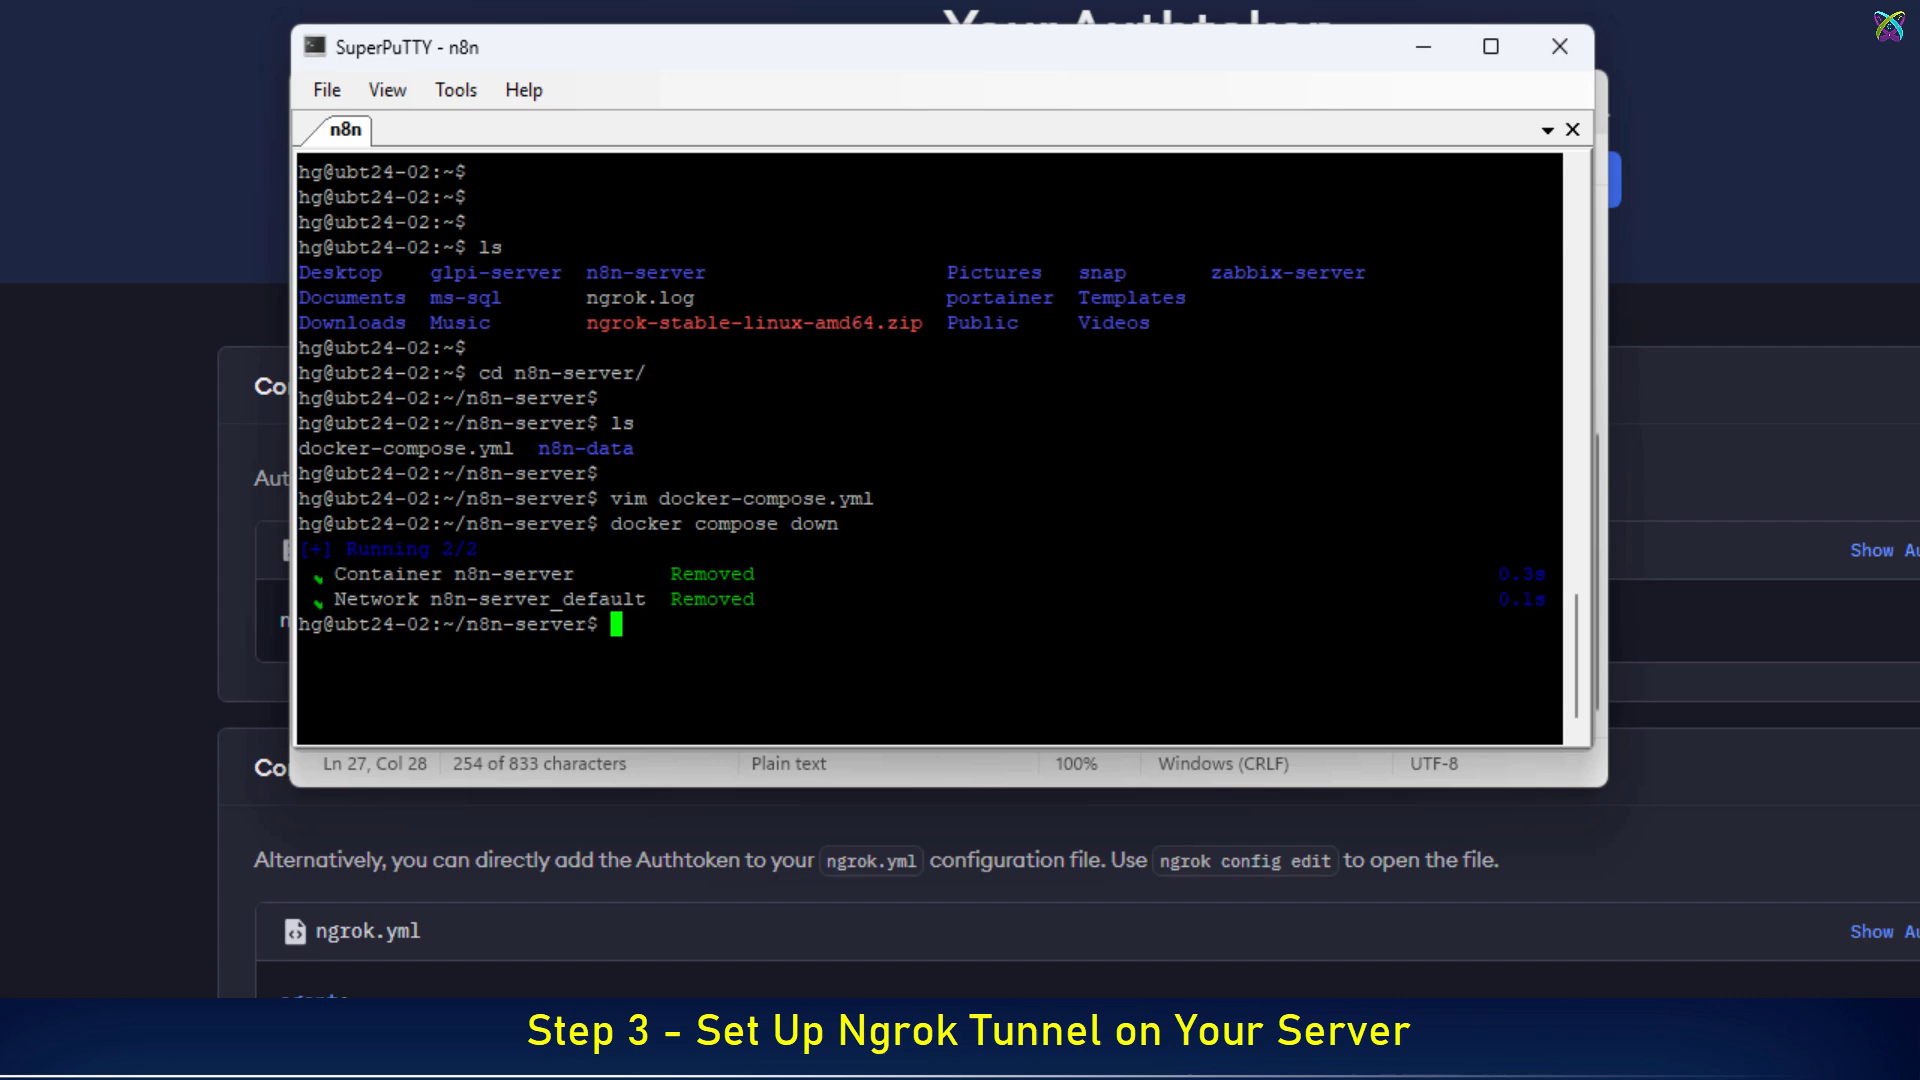 Your Authtoken
SuperPuTTY - n8n
File View Tools Help
n8n
hg@ubt24-02:~$
hg@ubt24-02:~$
hg@ubt24-02:~$
hg@ubt24-02:~$ ls
Desktop glpi-server n8n-server Pictures snap zabbix-server
Documents ms-sql ngrok.log portainer Templates
Downloads Music ngrok-stable-linux-amd64.zip Public Videos
hg@ubt24-02:~$
hg@ubt24-02:~$ cd n8n-server/
hg@ubt24-02:~/n8n-server$
hg@ubt24-02:~/n8n-server$ ls
docker-compose.yml n8n-data
hg@ubt24-02:~/n8n-server$
hg@ubt24-02:~/n8n-server$ vim docker-compose.yml
hg@ubt24-02:~/n8n-server$ docker compose down
[+] Running 2/2
Container n8n-server Removed 0.3s
Network n8n-server_default Removed 0.1s
hg@ubt24-02:~/n8n-server$
Co
Aut
Show Au
n
Ln 27, Col 28 254 of 833 characters Plain text 100% Windows (CRLF) UTF-8
Co
Alternatively, you can directly add the Authtoken to your ngrok.yml configuration file. Use ngrok config edit to open the file.
ngrok.yml Show Au
Step 3 - Set Up Ngrok Tunnel on Your Server